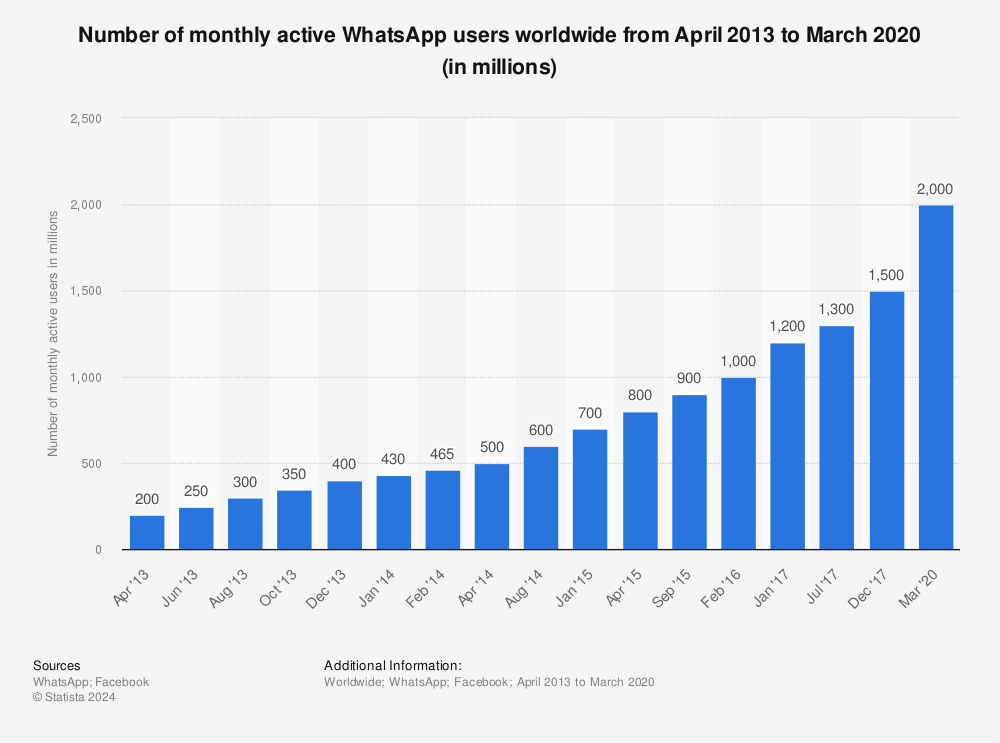 Number of monthly active WhatsApp users worldwide from April 2013 to March 2020
(in millions)
Number of monthly active users in millions
2,500
2,000
1,500
1,000
500
0
200
250
300
350
400
430
465
500
600
700
800
900
1,000
1,200
1,300
1,500
2,000
Apr '13
Jun '13
Aug '13
Oct '13
Dec '13
Jan '14
Feb '14
Apr '14
Aug '14
Jan '15
Apr '15
Sep '15
Feb '16
Jan '17
Jul '17
Dec '17
Mar '20
Sources
WhatsApp; Facebook
© Statista 2024
Additional Information:
Worldwide; WhatsApp; Facebook; April 2013 to March 2020